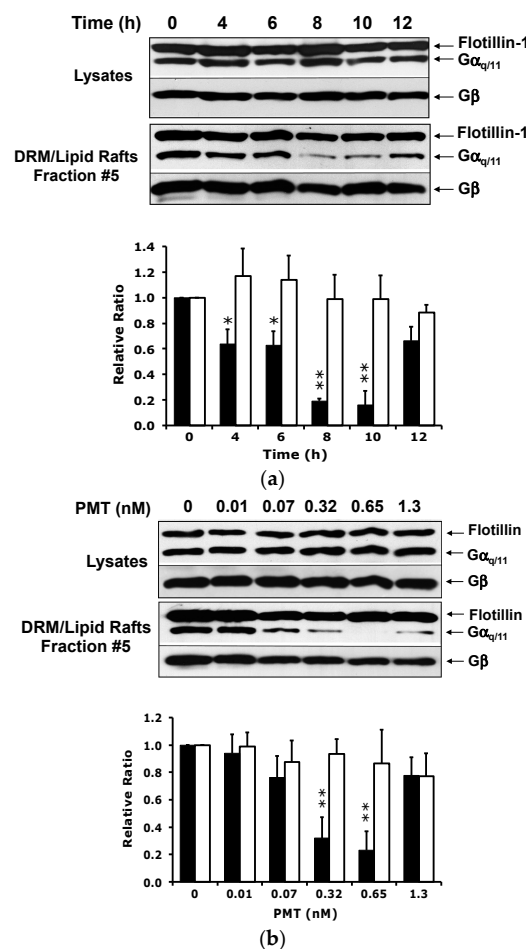 Time (h) 0 4 6 8 10 12
Flotillin-1
Gαq/11
Lysates
Gβ
Flotillin-1
DRM/Lipid Rafts
Gαq/11
Fraction #5
Gβ
1.4
1.2
1.0
0.8
0.6
0.4
0.2
0.0
Relative Ratio
* * ** **
0 4 6 8 10 12
Time (h)
(a)
PMT (nM) 0 0.01 0.07 0.32 0.65 1.3
Flotillin
Lysates
Gαq/11
Gβ
Flotillin
DRM/Lipid Rafts
Gαq/11
Fraction #5
Gβ
1.2
1.0
0.8
0.6
0.4
0.2
0.0
Relative Ratio
** **
0 0.01 0.07 0.32 0.65 1.3
PMT (nM)
(b)